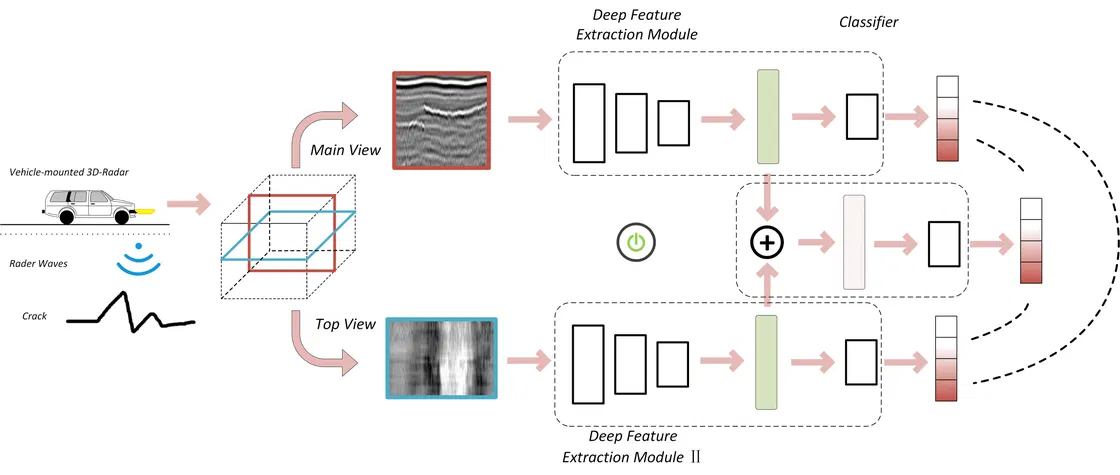 Deep Feature
Extraction Module
Classifier
Main View
Vehicle-mounted 3D-Radar
Rader Waves
Crack
Top View
Deep Feature
Extraction Module Ⅱ